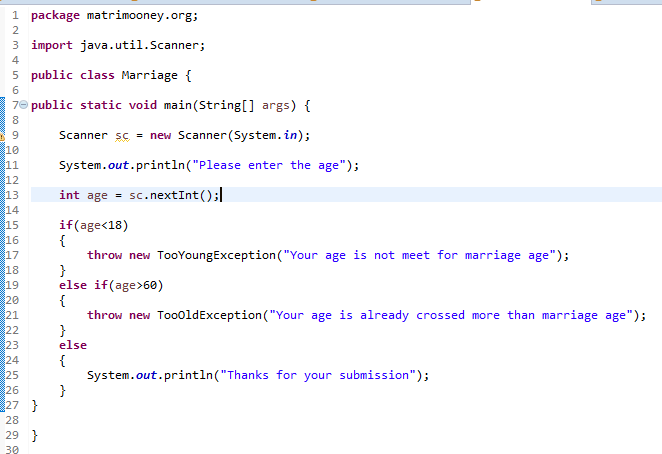 1 package matrimooney.org;
2
3 import java.util.Scanner;
4
5 public class Marriage {
6
7 public static void main(String[] args) {
8
9 Scanner sc = new Scanner(System.in);
10
11 System.out.println("Please enter the age");
12
13 int age = sc.nextInt();
14
15 if(age<18)
16 {
17 throw new TooYoungException("Your age is not meet for marriage age");
18 }
19 else if(age>60)
20 {
21 throw new TooOldException("Your age is already crossed more than marriage age");
22 }
23 else
24 {
25 System.out.println("Thanks for your submission");
26 }
27 }
28
29 }
30